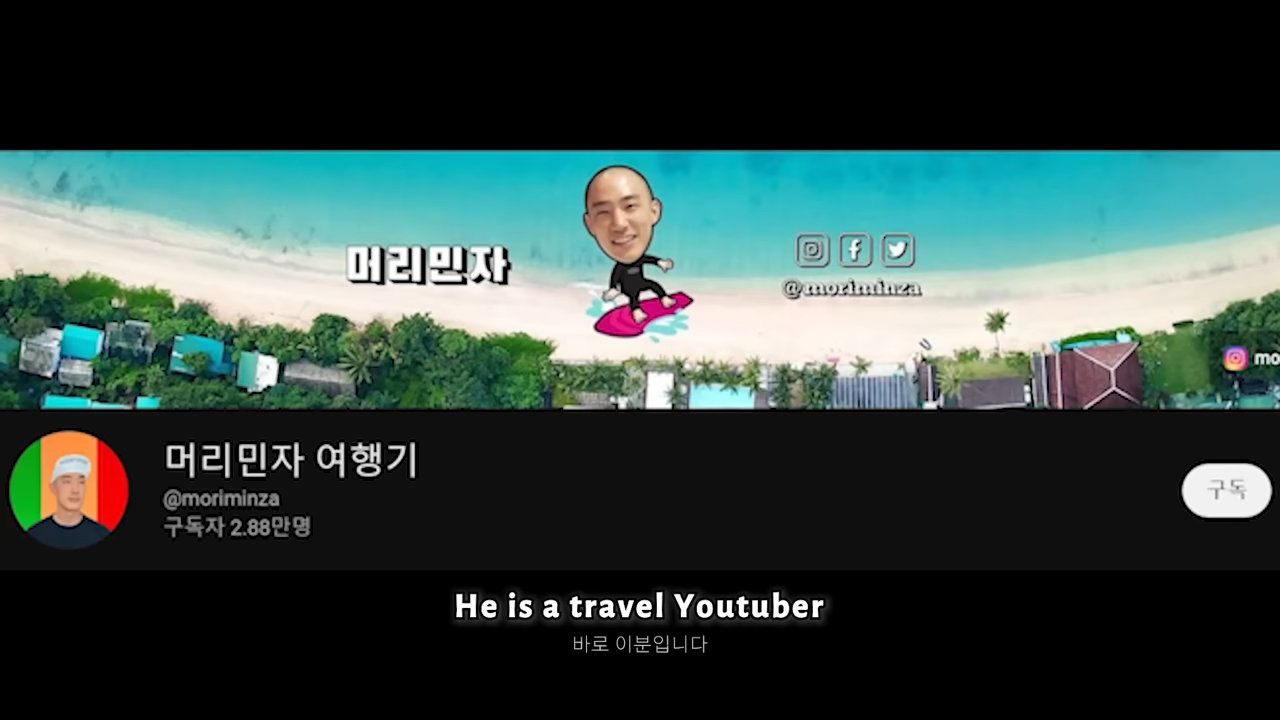 머리민자
@moriminza
mo
머리민자 여행기
@moriminza
구독자 2.88만명
구독
He is a travel Youtuber
바로 이분입니다